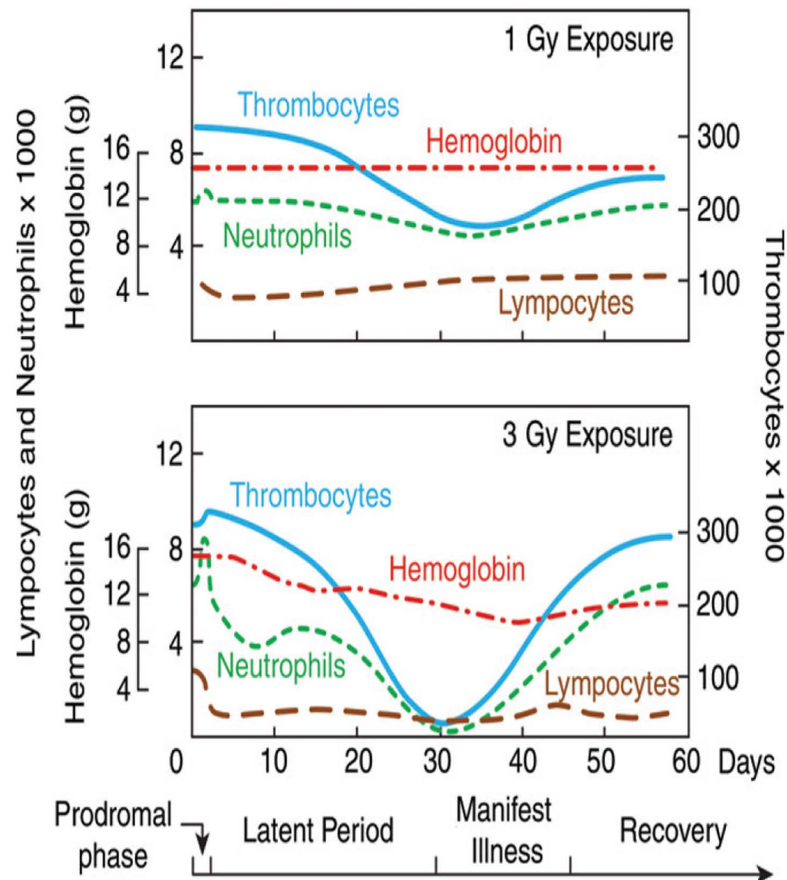 Lympocytes and Neutrophils x 1000
Hemoglobin (g)
12
8
4
16
12
8
4
1 Gy Exposure
Thrombocytes
Hemoglobin
Neutrophils
Lympocytes
300
200
100
Thrombocytes x 1000
Hemoglobin (g)
12
8
4
16
12
8
4
3 Gy Exposure
Thrombocytes
Hemoglobin
Neutrophils
Lympocytes
300
200
100
0 10 20 30 40 50 60 Days
Prodromal
phase
Latent Period
Manifest
Illness
Recovery